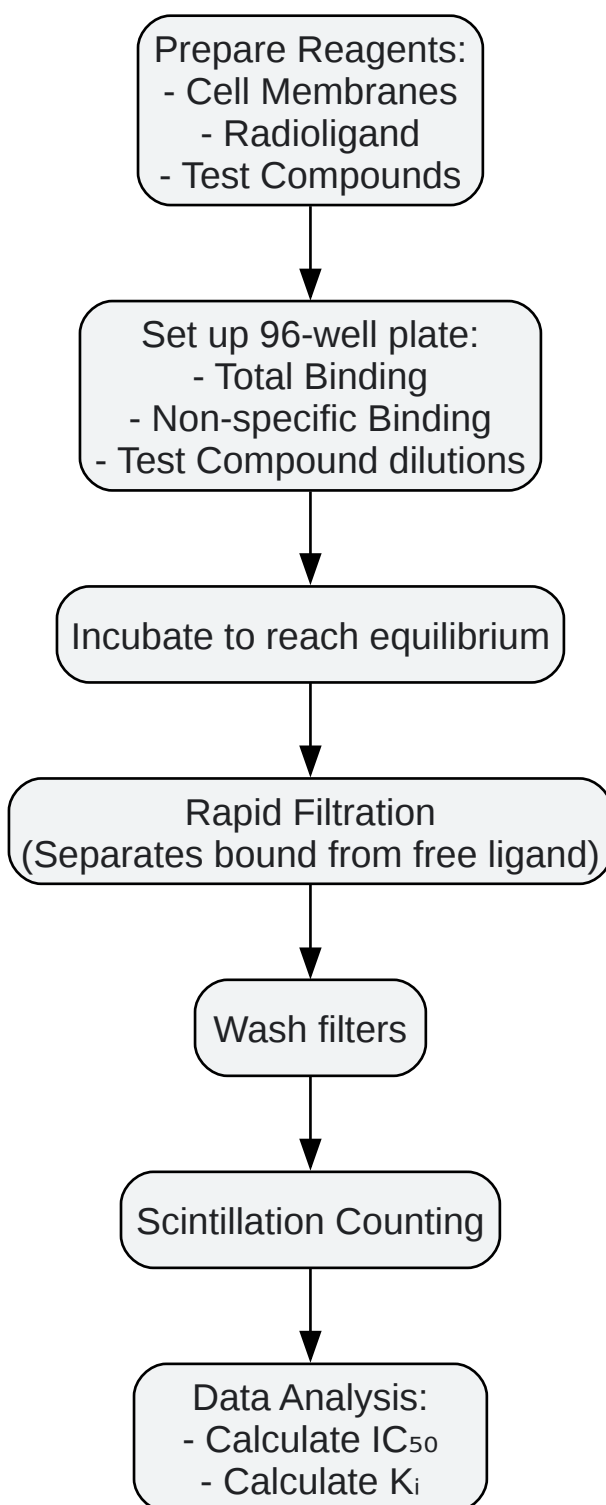 Prepare Reagents:
- Cell Membranes
- Radioligand
- Test Compounds
Set up 96-well plate:
- Total Binding
- Non-specific Binding
- Test Compound dilutions
Incubate to reach equilibrium
Rapid Filtration
(Separates bound from free ligand)
Wash filters
Scintillation Counting
Data Analysis:
- Calculate IC₅₀
- Calculate Kᵢ